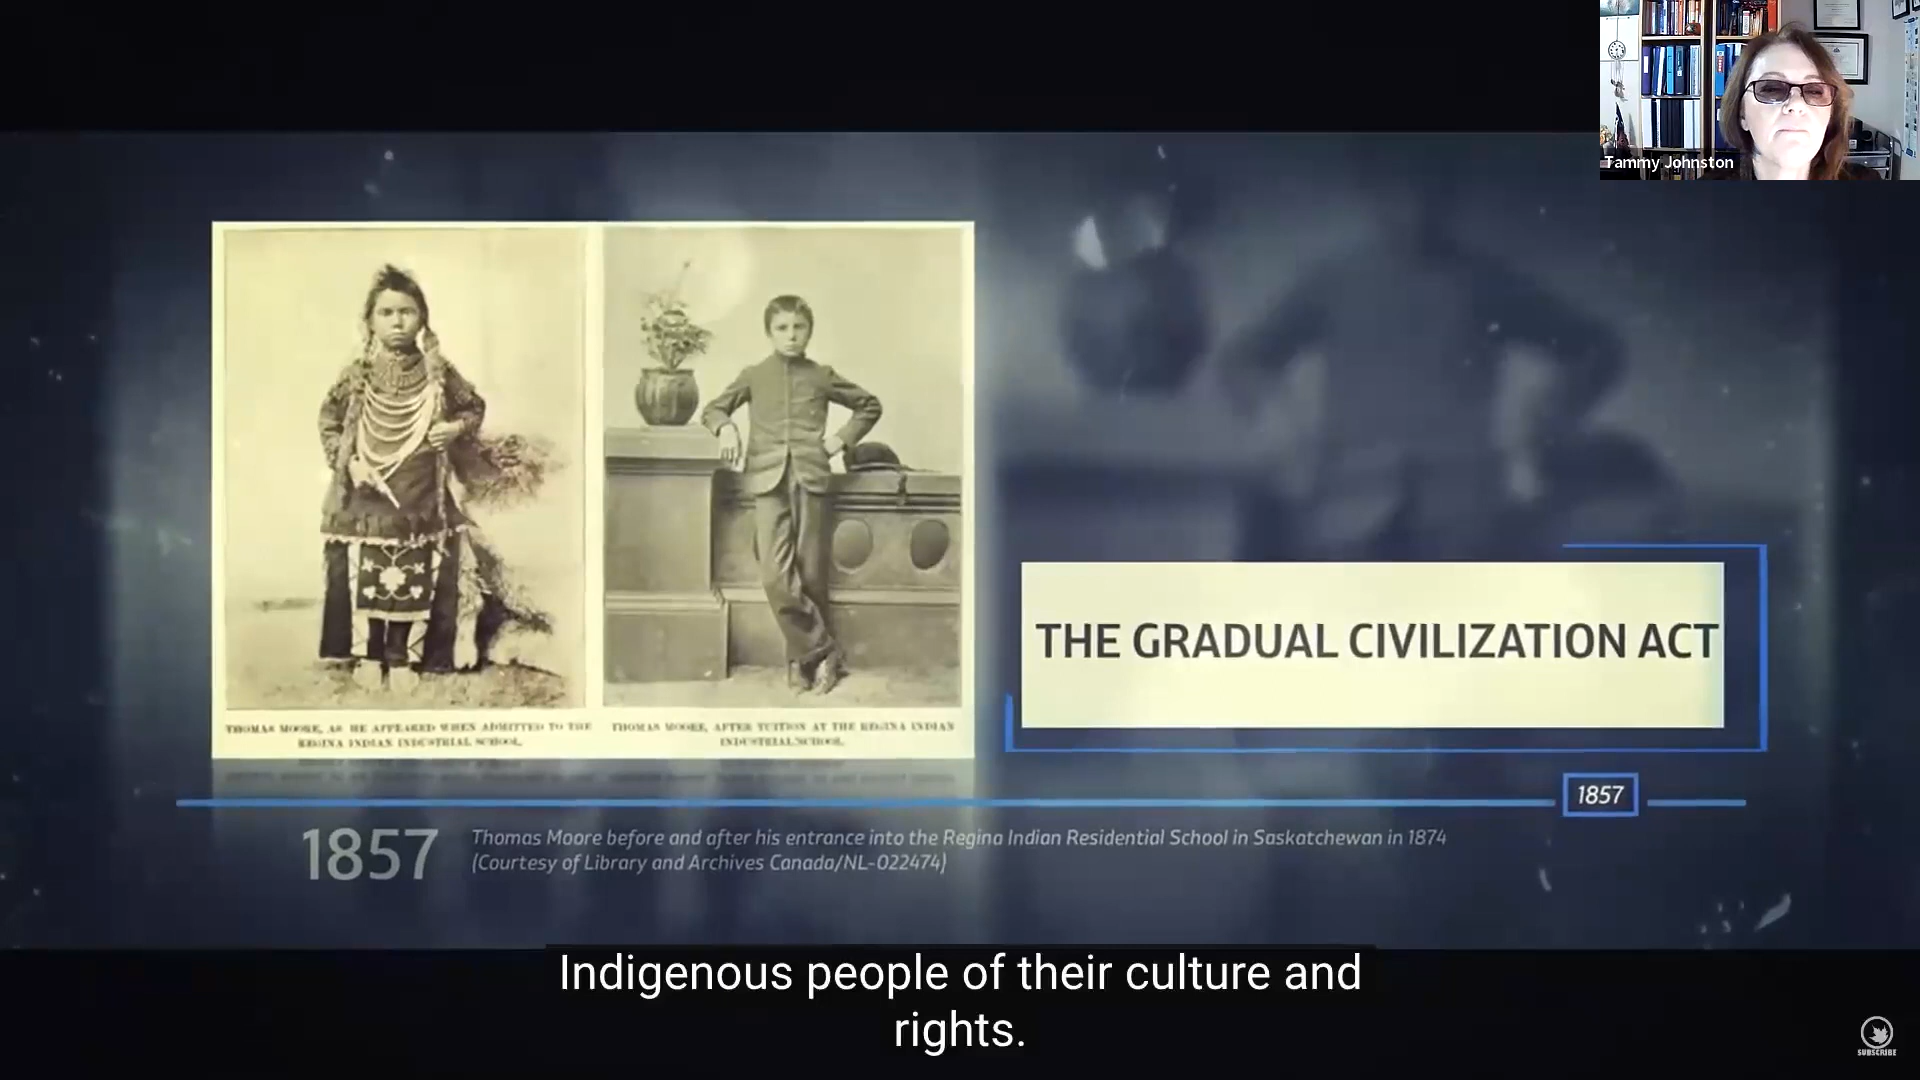 Tammy Johnston
THOMAS MOORE, AS HE APPEARED WHEN ADMITTED TO THE
REGINA INDIAN INDUSTRIAL SCHOOL.
THOMAS MOORE, AFTER TUITION AT THE REGINA INDIAN
INDUSTRIAL SCHOOL.
THE GRADUAL CIVILIZATION ACT
1857
1857
Thomas Moore before and after his entrance into the Regina Indian Residential School in Saskatchewan in 1874
(Courtesy of Library and Archives Canada/NL-022474)
Indigenous people of their culture and
rights.
SUBSCRIBE